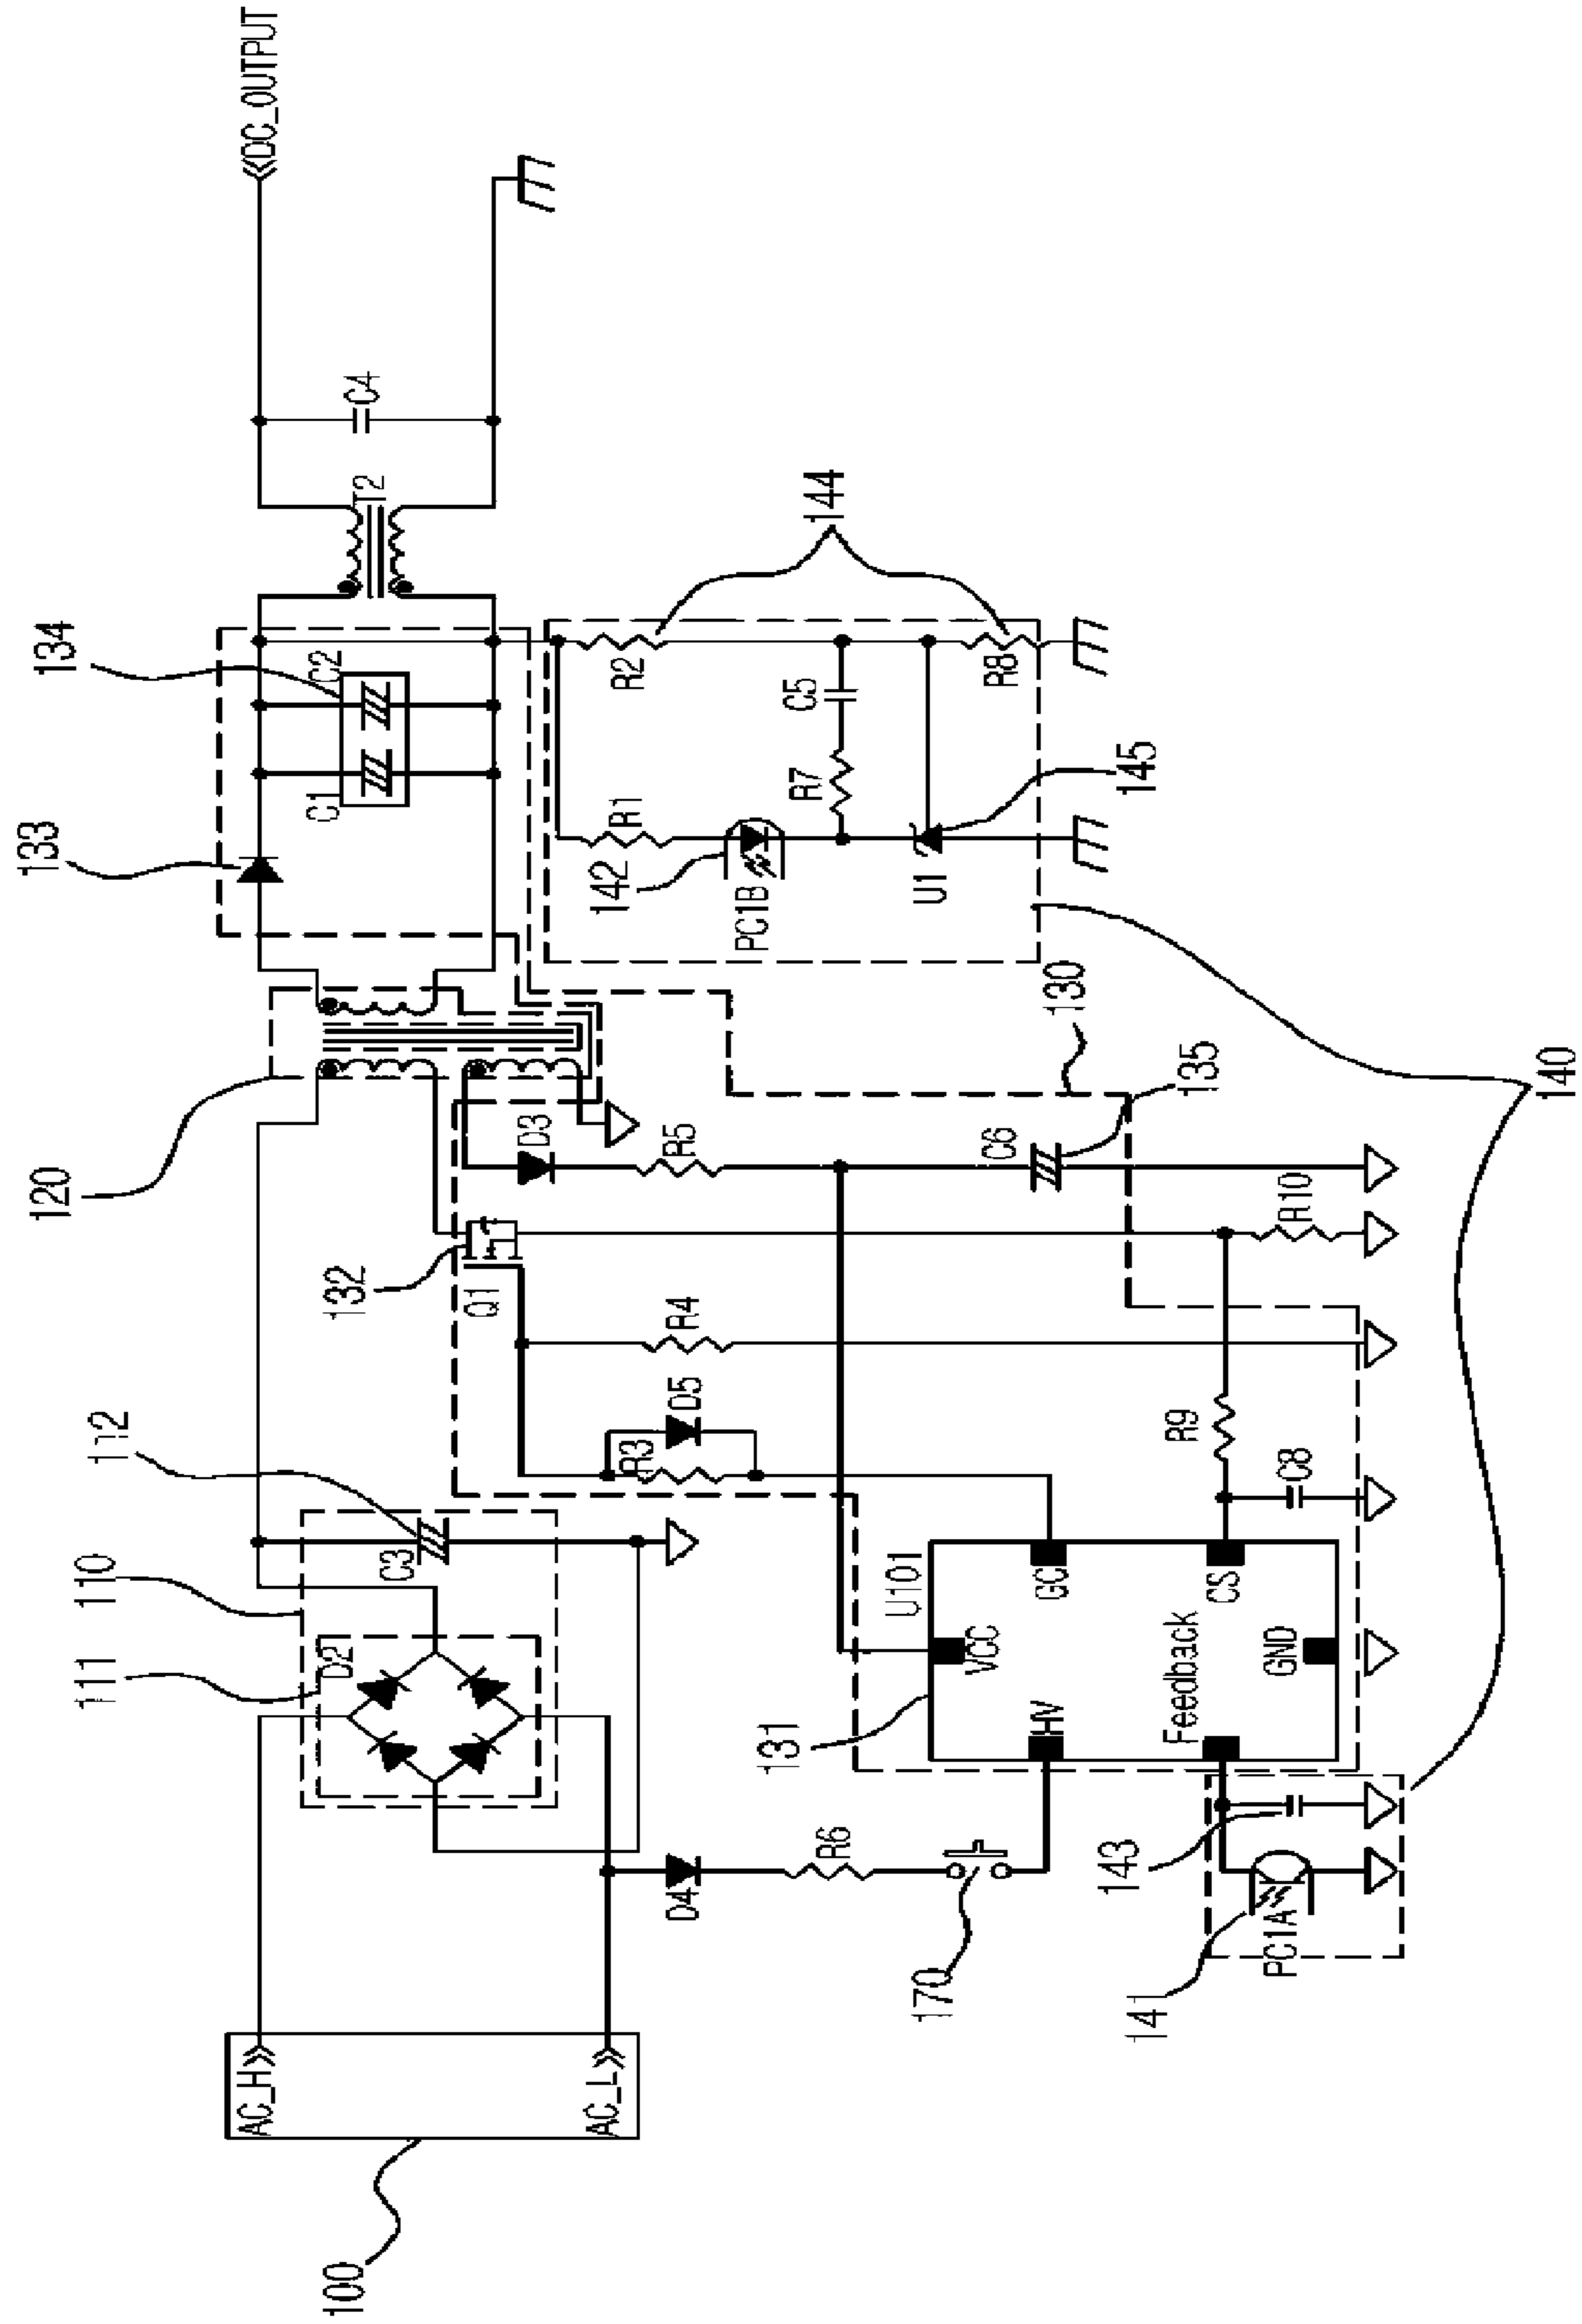 100
AC_H
AC_L
110
111
D2
112
C3
120
133
134
C1
C2
T2
C4
DC_OUTPUT
132
Q1
D3
R5
R3
D5
R4
D4
R6
170
131
U101
HV
VCC
GC
CS
Feedback
GND
R9
C8
R10
C6
135
130
141
PC1A
143
140
142
PC1B
R1
R2
R7
C5
R8
U1
144
145